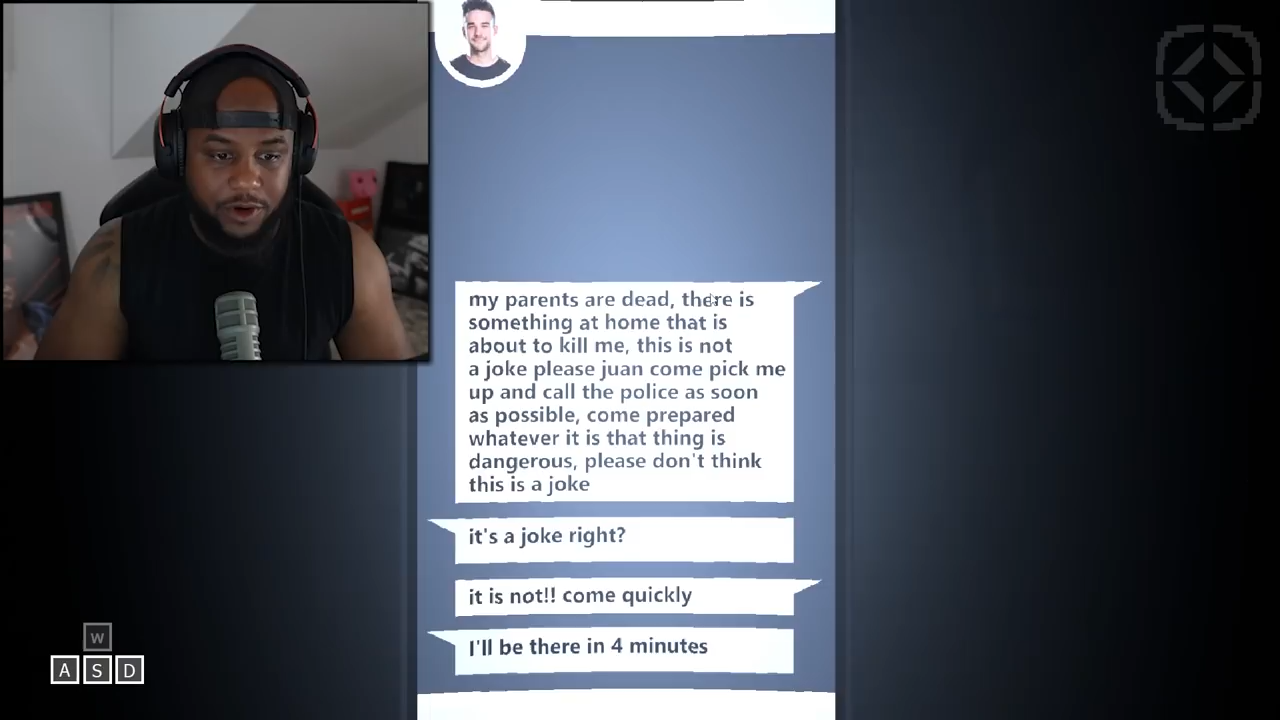 my parents are dead, there is
something at home that is
about to kill me, this is not
a joke please juan come pick me
up and call the police as soon
as possible, come prepared
whatever it is that thing is
dangerous, please don't think
this is a joke
it's a joke right?
it is not!! come quickly
I'll be there in 4 minutes
W
A S D